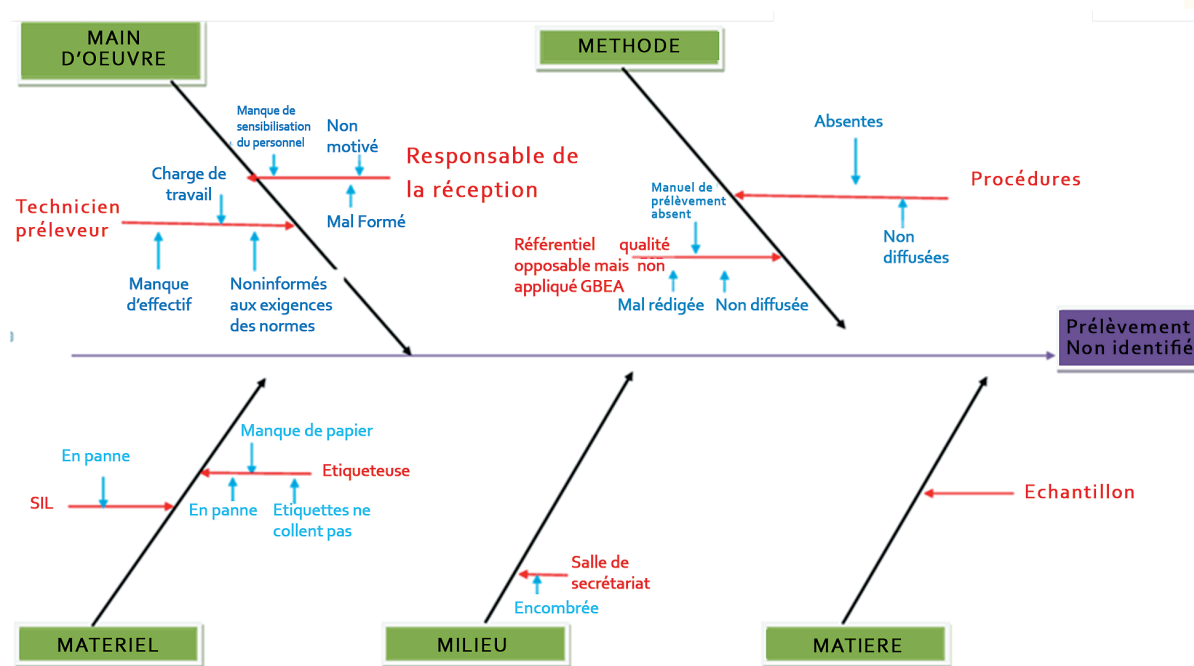 MAIN
D'OEUVRE
METHODE
Manque de
sensibilisation
du personnel
Non
motivé
Responsable de
la réception
Charge de
travail
Mal Formé
Technicien
préleveur
Manque
d'effectif
Noninformés
aux exigences
des normes
Absentes
Procédures
Manuel de
prélèvement
absent
Non
diffusées
Référentiel qualité
opposable mais non
appliqué GBEA
Mal rédigée
Non diffusée
Prélèvement
Non identifié
Manque de papier
En panne
Etiqueteuse
SIL
En panne
Etiquettes ne
collent pas
Echantillon
Salle de
secrétariat
Encombrée
MATERIEL
MILIEU
MATIERE